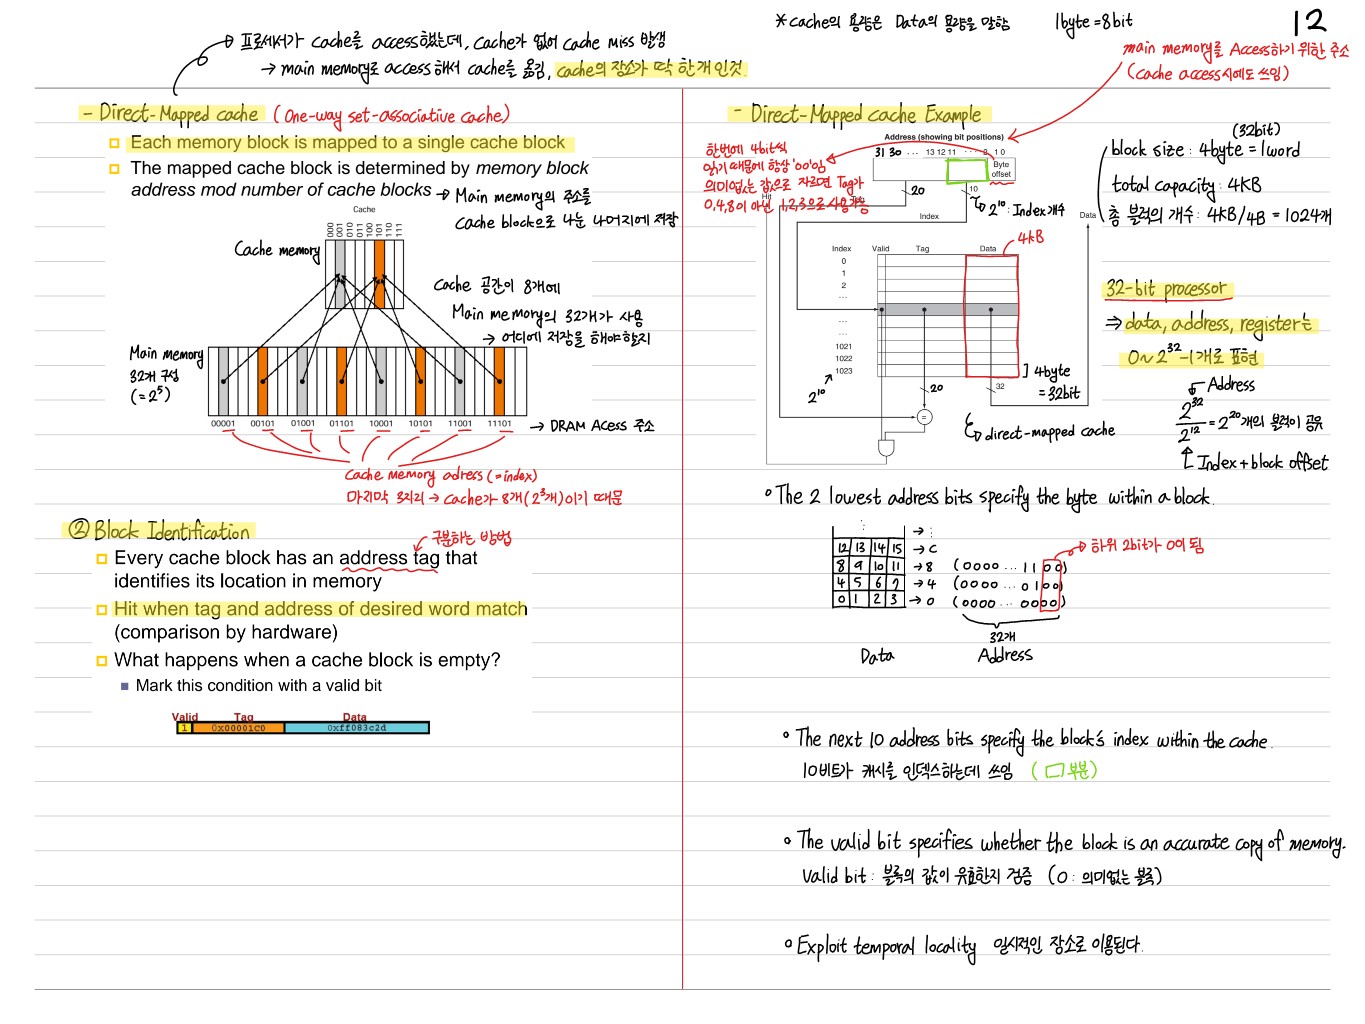 *cache의 용량은 Data의 용량을 말함
1byte=8bit
12
프로세서가 cache를 access했는데, cache가 없어 cache miss 발생
→ main memory로 access 해서 cache를 옮김, cache의 장소가 딱 한개 인것.
main memory를 Access하기 위한 주소
(cache access시에도 쓰임)
- Direct-Mapped cache (One-way set-associative cache)
Each memory block is mapped to a single cache block
The mapped cache block is determined by memory block
address mod number of cache blocks → Main memory의 주소를
cache block으로 나눈 나머지에 저장
Cache
000 001 010 011 100 101 110 111
Cache memory
Cache 공간이 8개에
Main memory의 32개가 사용
→ 어디에 저장을 해야할지
Main memory
32개 구성
(=2⁵)
00001 00101 01001 01101 10001 10101 11001 11101 → DRAM Acess 주소
Cache memory adress (=index)
마지막 3자리 → cache가 8개(2³개)이기 때문
② Block Identification
구분하는 방법
Every cache block has an address tag that
identifies its location in memory
Hit when tag and address of desired word match
(comparison by hardware)
What happens when a cache block is empty?
Mark this condition with a valid bit
Valid Tag Data
1 0x00001c0 0xff083c2d
- Direct-Mapped cache Example
Address (showing bit positions)
31 30 ... 13 12 11 ... 2 1 0
Byte
offset
한번에 4bit씩
읽기 때문에 항상 '00'임
의미없는 값으로 자르면 Tag가
0,4,8이 아닌 1,2,3으로 사용가능
Hit
20
10
2¹⁰: Index개수
Index
Data
4kB
Index Valid Tag Data
0
1
2
...
...
...
1021
1022
1023
2¹⁰
20
32
=
] 4byte
= 32bit
direct-mapped cache
(32bit)
block size : 4byte = 1word
total capacity : 4KB
총 블럭의 개수 : 4KB/4B = 1024개
32-bit processor
⇒ data, address, register는
0~2³²-1개로 표현
Address
2³²/2¹² = 2²⁰개의 블럭이 공유
Index + block offset
° The 2 lowest address bits specify the byte within a block.
⋮ → ⋮
12 13 14 15 → C
8 9 10 11 → 8 (0000 ... 1100)
4 5 6 7 → 4 (0000 ... 0100)
0 1 2 3 → 0 (0000 ... 0000)
하위 2bit가 0이 됨
32개
Data
Address
° The next 10 address bits specify the block's index within the cache.
10비트가 캐시를 인덱스하는데 쓰임 (□부분)
° The valid bit specifies whether the block is an accurate copy of memory.
Valid bit : 블록의 값이 유효한지 검증 (0 : 의미없는 블록)
° Exploit temporal locality 일시적인 장소로 이용된다.